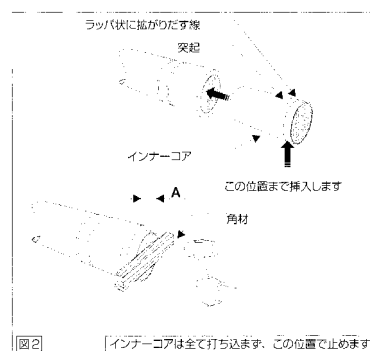 ラッパ状に拡がりだす線
突起
インナーコア
この位置まで挿入します
A
角材
図2
インナーコアは全て打ち込まず、この位置で止めます